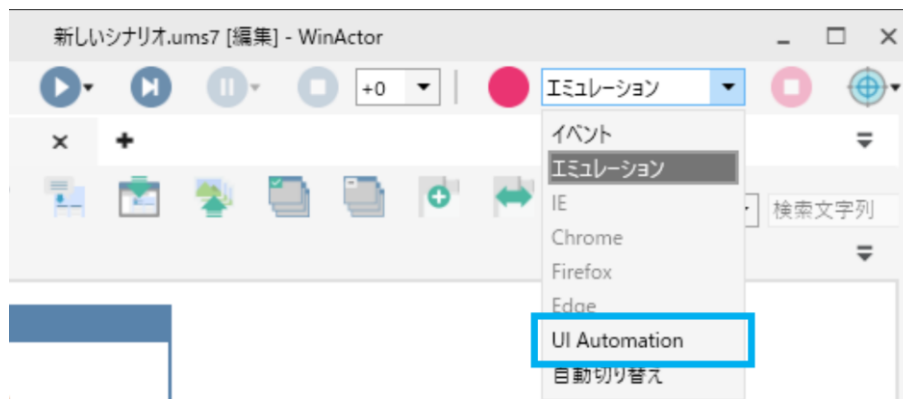 新しいシナリオ.ums7 [編集] - WinActor
+0
エミュレーション
イベント
エミュレーション
IE
検索文字列
Chrome
Firefox
Edge
UI Automation
自動切り替え